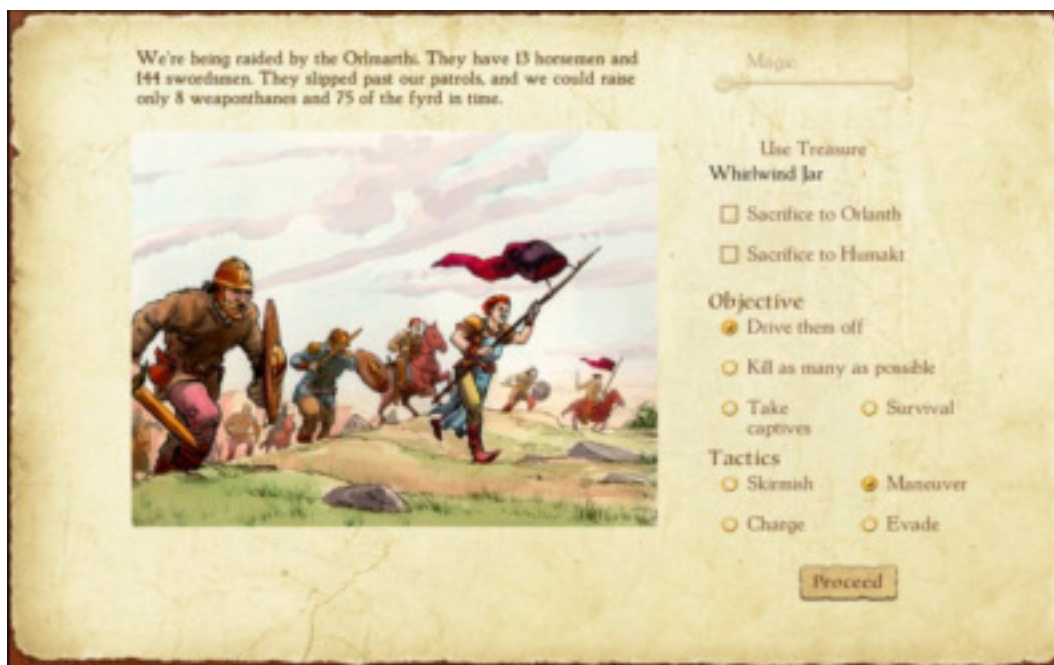 We're being raided by the Orlmarthi. They have 13 horsemen and
144 swordsmen. They slipped past our patrols, and we could raise
only 8 weaponthanes and 75 of the fyrd in time.
Magic
Use Treasure
Whirlwind Jar
Sacrifice to Orlanth
Sacrifice to Humakt
Objective
Drive them off
Kill as many as possible
Take captives
Survival
Tactics
Skirmish
Maneuver
Charge
Evade
Proceed